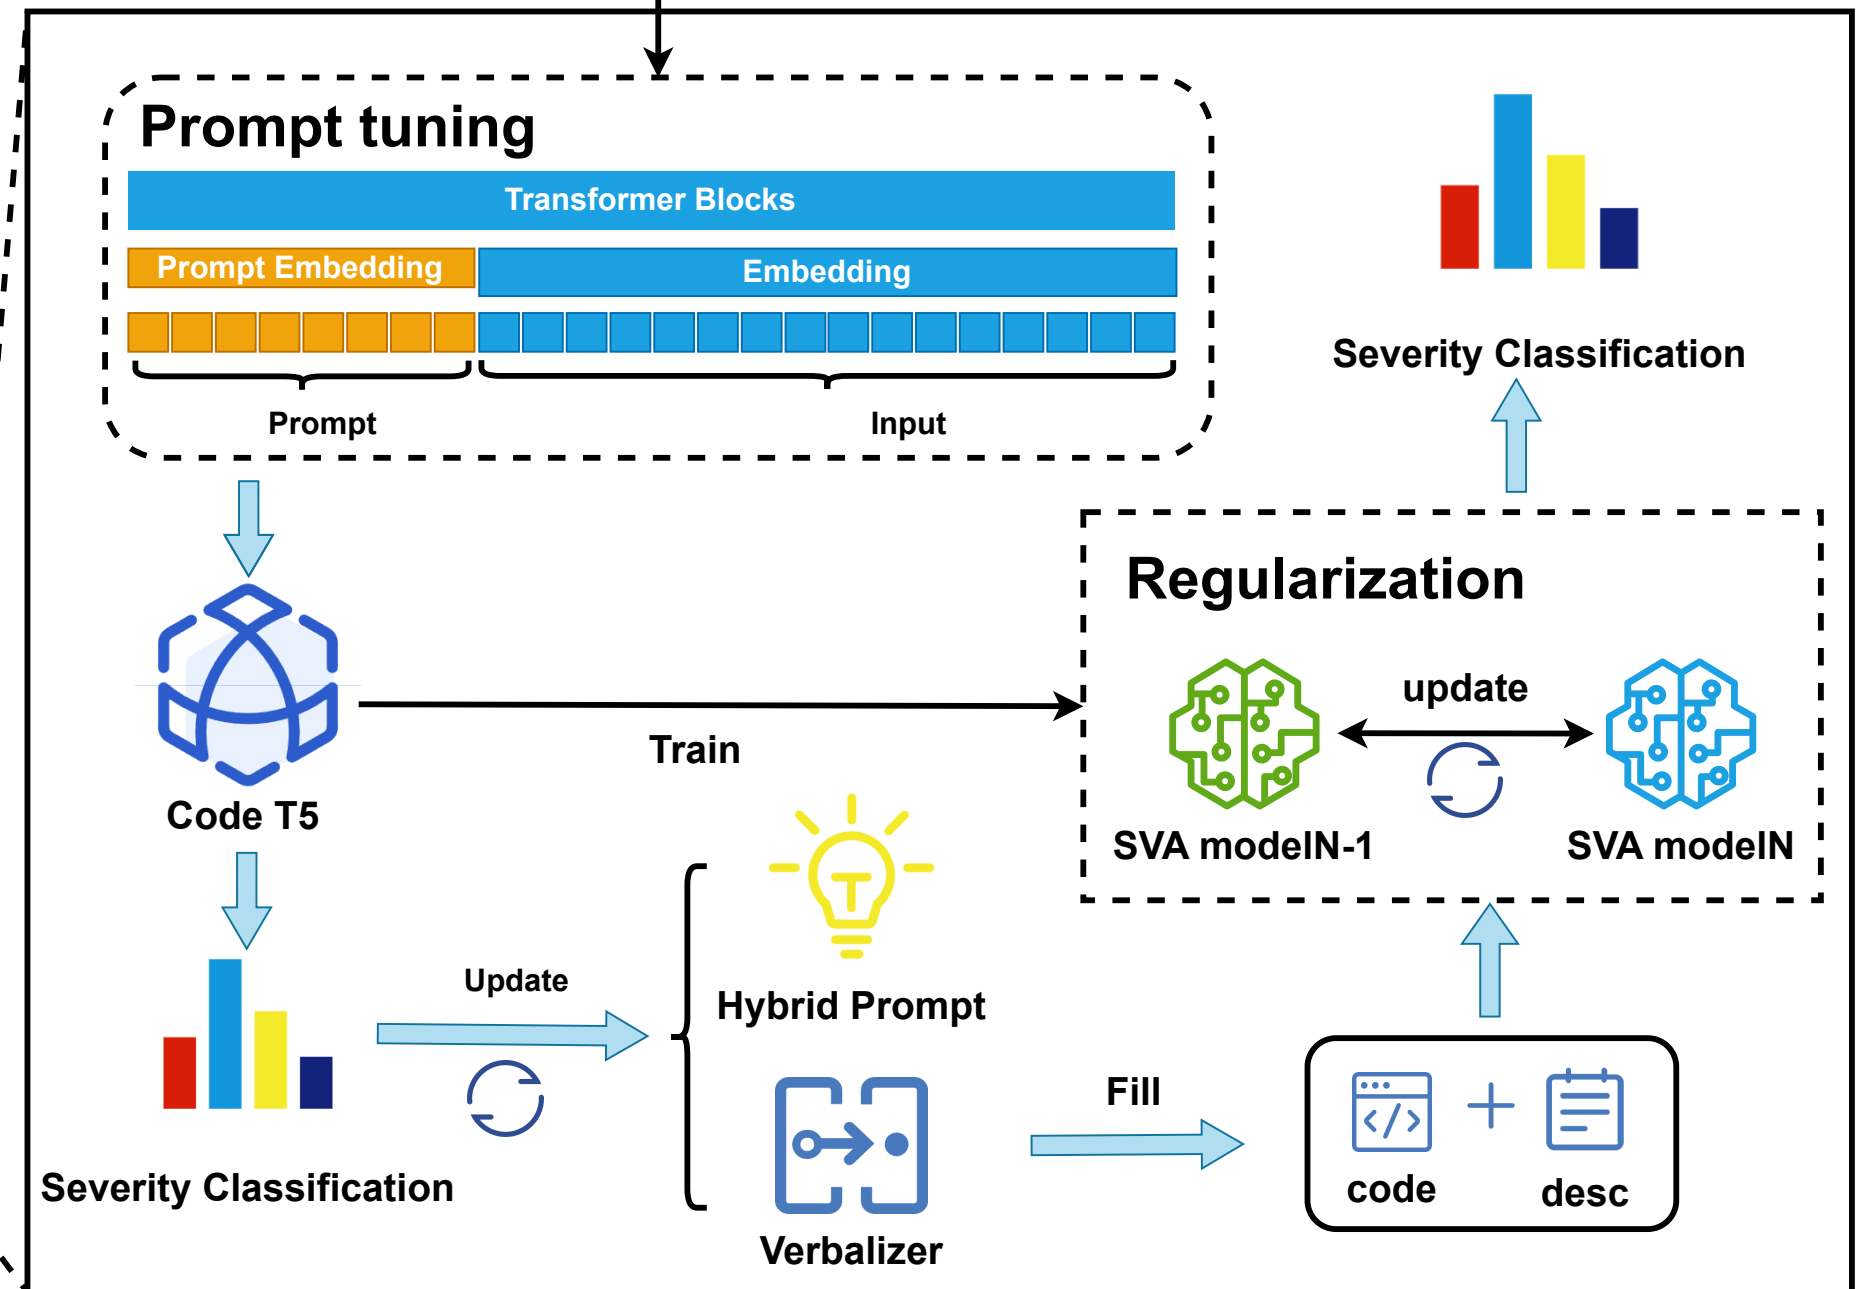 Prompt tuning
Transformer Blocks
Prompt Embedding
Embedding
Prompt
Input
Severity Classification
Regularization
update
SVA modelN-1
SVA modelN
Train
Code T5
Update
Hybrid Prompt
Severity Classification
Verbalizer
Fill
code
desc